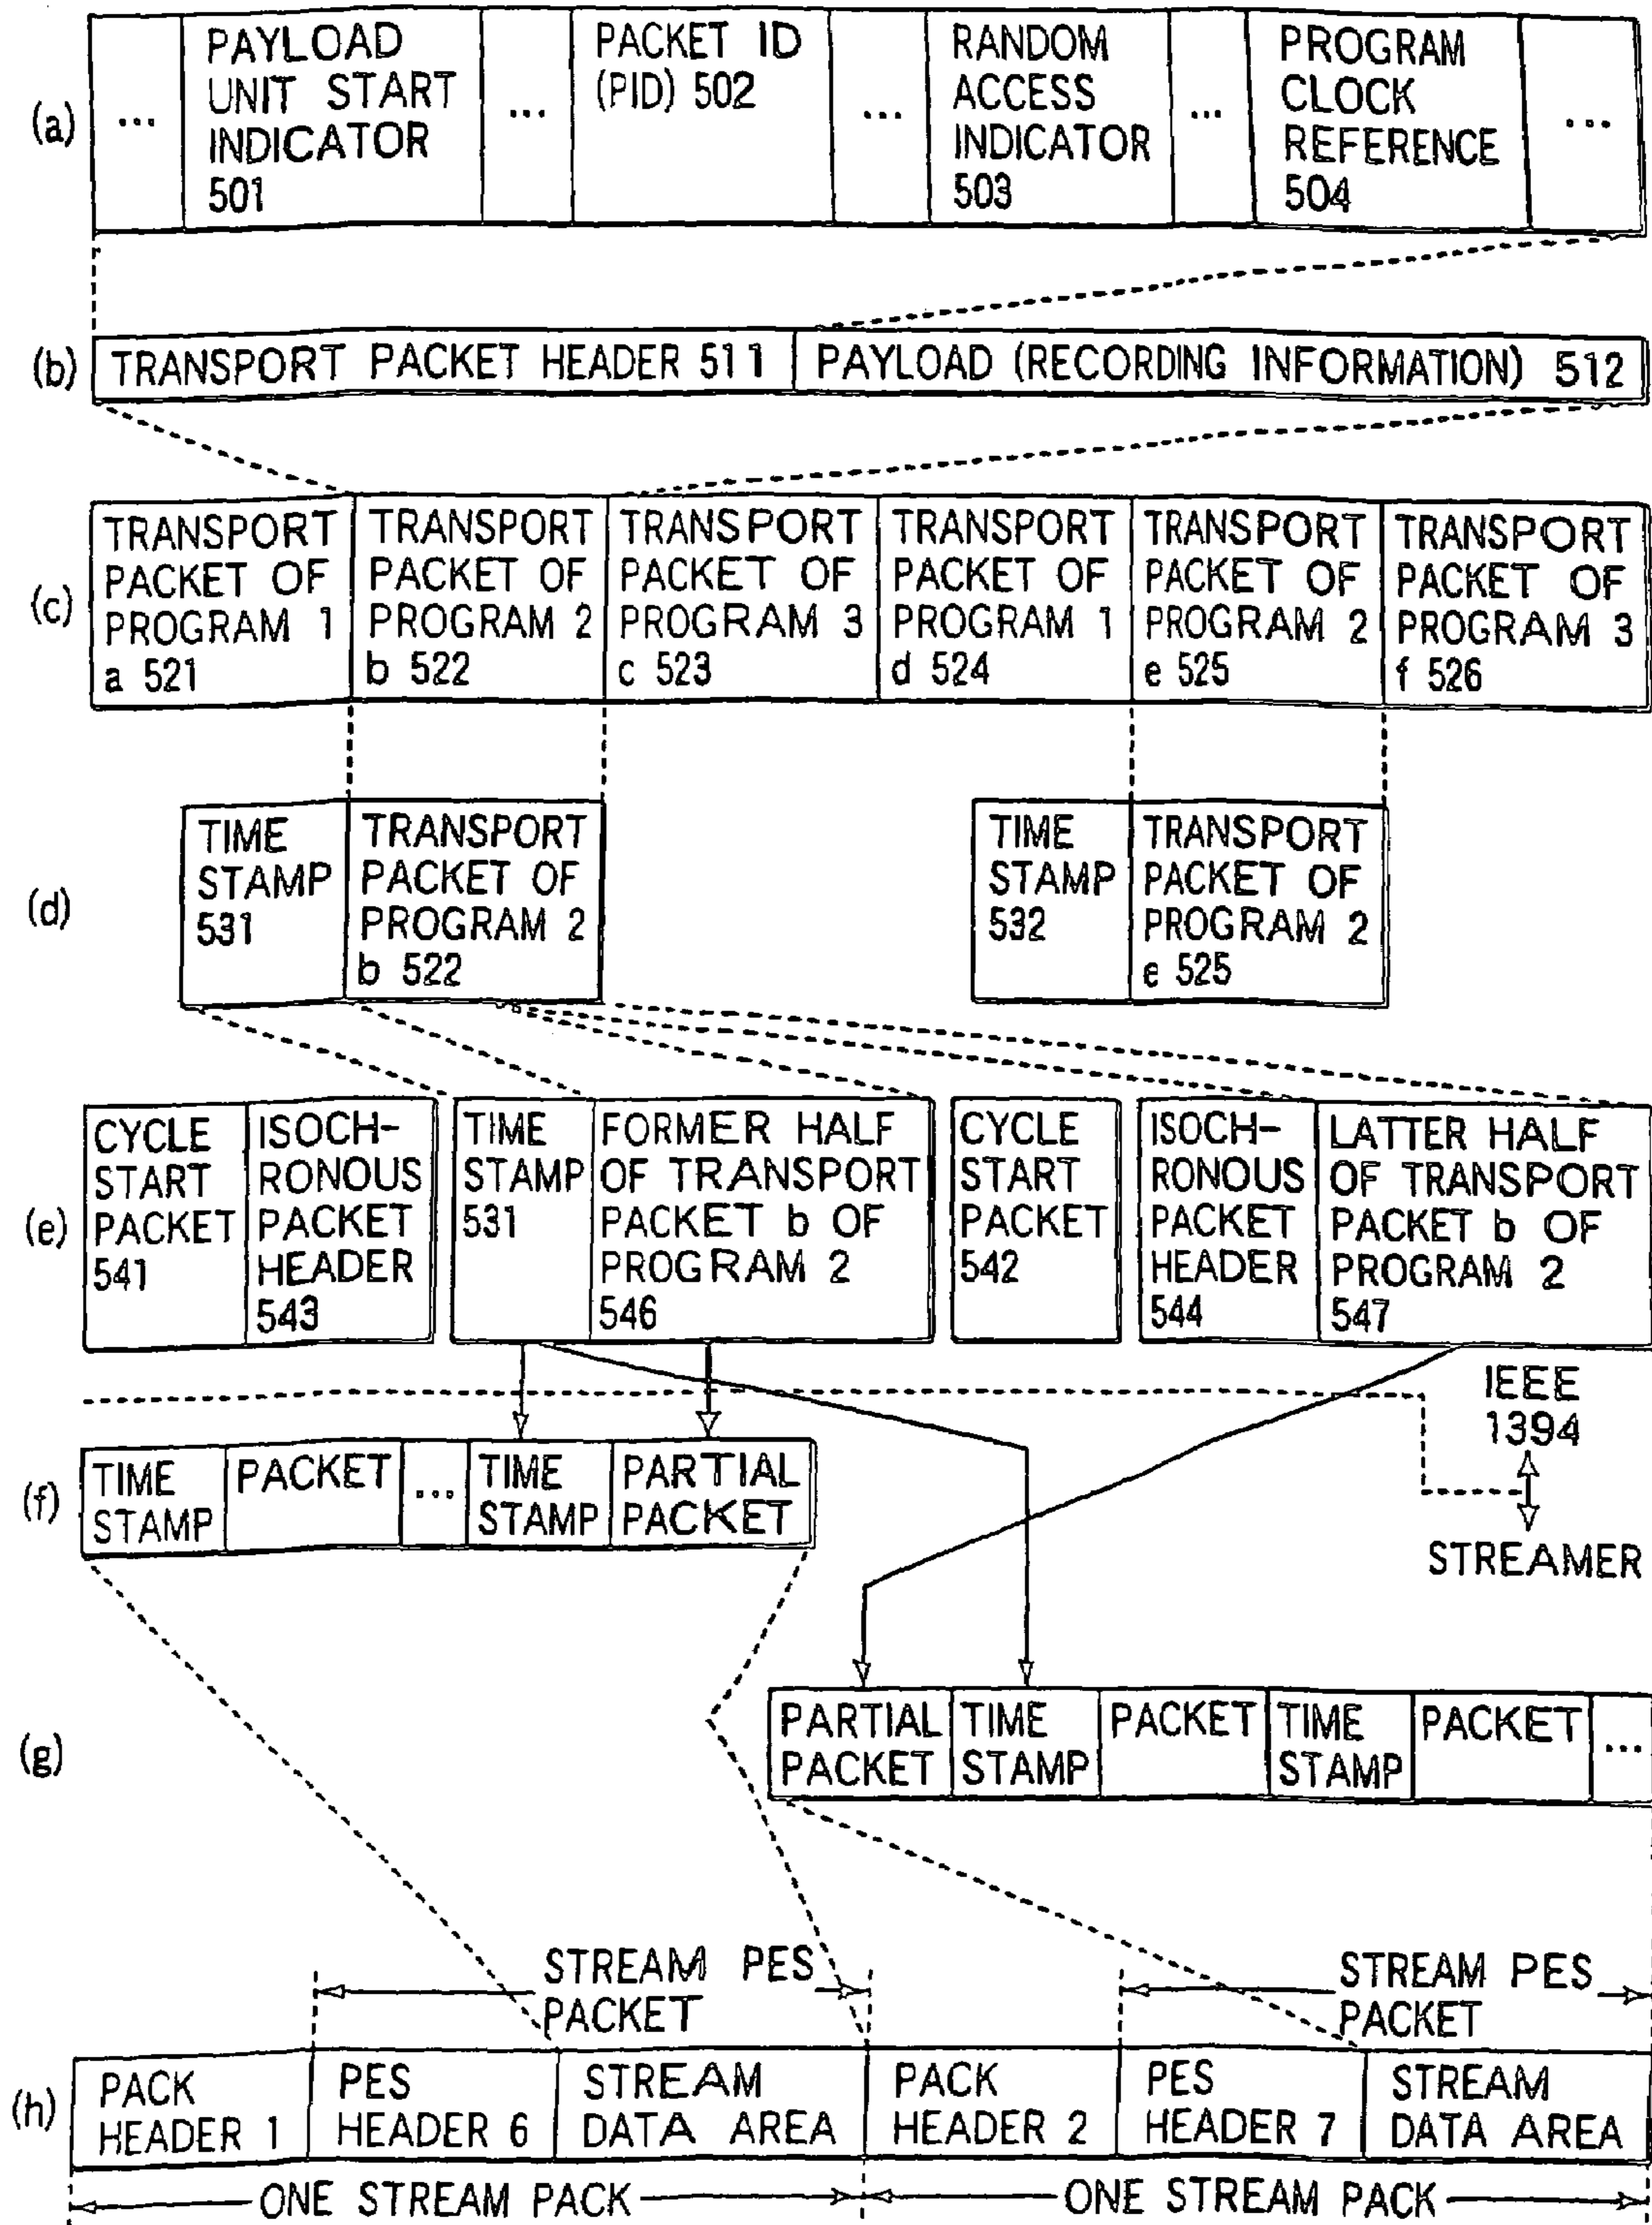 (a)
...
PAYLOAD
UNIT START
INDICATOR
501
...
PACKET ID
(PID) 502
...
RANDOM
ACCESS
INDICATOR
503
...
PROGRAM
CLOCK
REFERENCE
504
...
(b)
TRANSPORT PACKET HEADER 511
PAYLOAD (RECORDING INFORMATION) 512
(c)
TRANSPORT
PACKET OF
PROGRAM 1
a 521
TRANSPORT
PACKET OF
PROGRAM 2
b 522
TRANSPORT
PACKET OF
PROGRAM 3
c 523
TRANSPORT
PACKET OF
PROGRAM 1
d 524
TRANSPORT
PACKET OF
PROGRAM 2
e 525
TRANSPORT
PACKET OF
PROGRAM 3
f 526
(d)
TIME
STAMP
531
TRANSPORT
PACKET OF
PROGRAM 2
b 522
TIME
STAMP
532
TRANSPORT
PACKET OF
PROGRAM 2
e 525
(e)
CYCLE
START
PACKET
541
ISOCH-
RONOUS
PACKET
HEADER
543
TIME
STAMP
531
FORMER HALF
OF TRANSPORT
PACKET b OF
PROGRAM 2
546
CYCLE
START
PACKET
542
ISOCH-
RONOUS
PACKET
HEADER
544
LATTER HALF
OF TRANSPORT
PACKET b OF
PROGRAM 2
547
IEEE
1394
STREAMER
(f)
TIME
STAMP
PACKET
...
TIME
STAMP
PARTIAL
PACKET
(g)
PARTIAL
PACKET
TIME
STAMP
PACKET
TIME
STAMP
PACKET
...
STREAM PES
PACKET
STREAM PES
PACKET
(h)
PACK
HEADER 1
PES
HEADER 6
STREAM
DATA AREA
PACK
HEADER 2
PES
HEADER 7
STREAM
DATA AREA
ONE STREAM PACK
ONE STREAM PACK